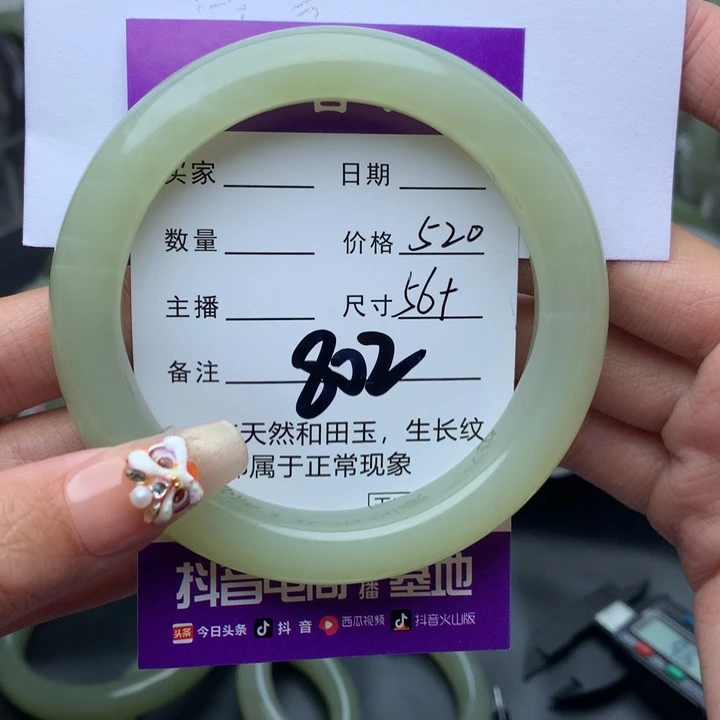 买家 日期
数量 价格 520
主播 尺寸 56+
备注 802
天然和田玉，生长纹
属于正常现象
抖音电商直播基地
今日头条 抖音 西瓜视频 抖音火山版